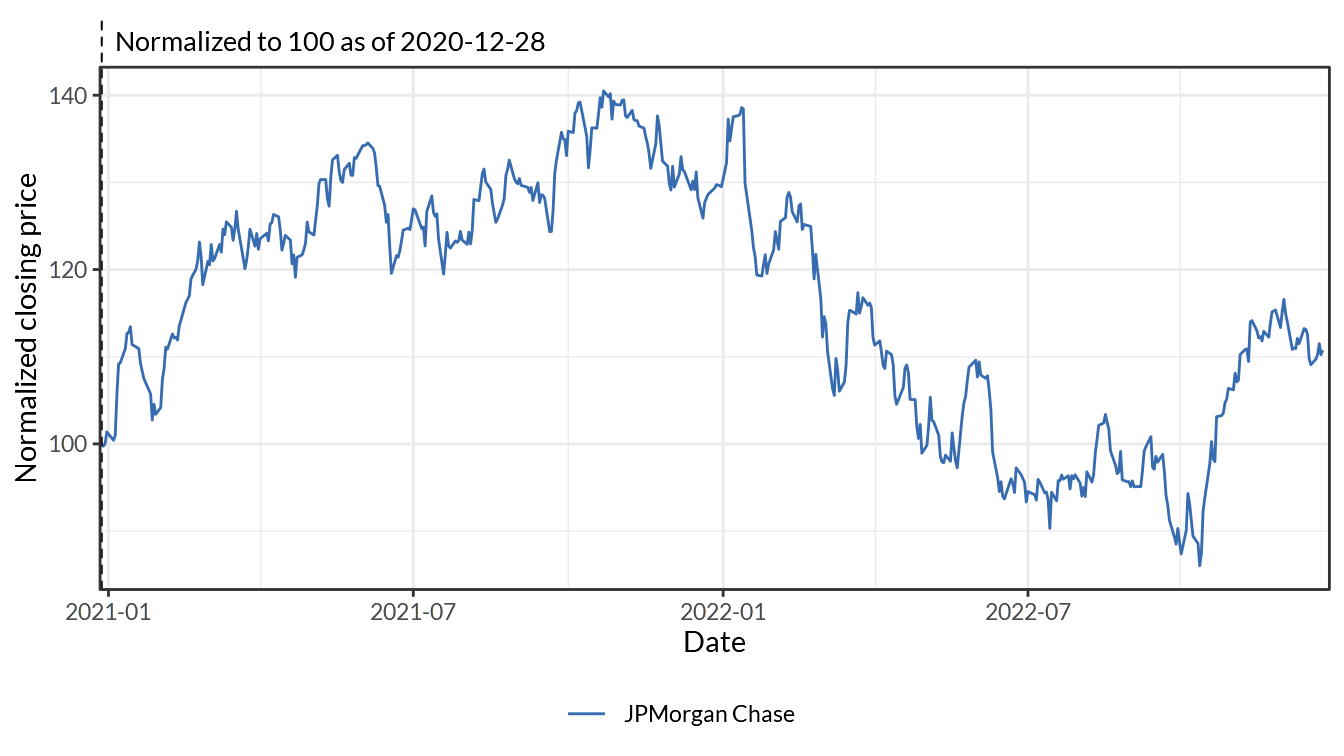 Normalized to 100 as of 2020-12-28
Normalized closing price
140
120
100
2021-01
2021-07
2022-01
2022-07
Date
JPMorgan Chase